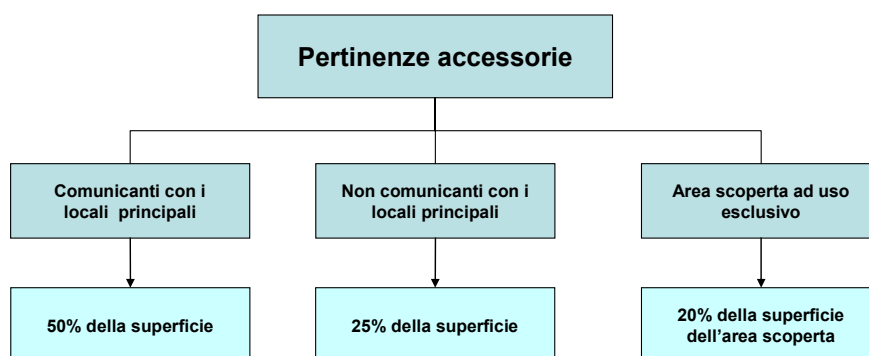 Pertinenze accessorie
Comunicanti con i
locali principali
Non comunicanti con i
locali principali
Area scoperta ad uso
esclusivo
50% della superficie
25% della superficie
20% della superficie
dell'area scoperta